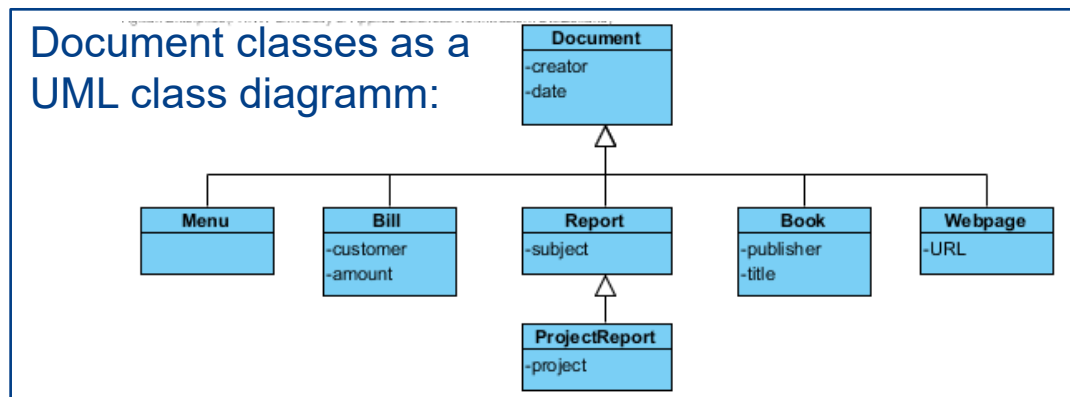 Document classes as a
UML class diagramm:
Document
-creator
-date
Menu
Bill
-customer
-amount
Report
-subject
Book
-publisher
-title
Webpage
-URL
ProjectReport
-project